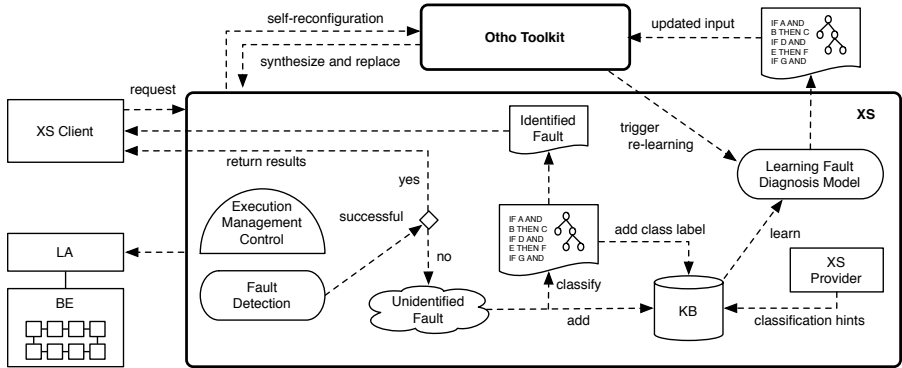 self-reconfiguration
Otho Toolkit
updated input
IF A AND
B THEN C
IF D AND
E THEN F
IF G AND
synthesize and replace
request
XS Client
XS
Identified
Fault
trigger
re-learning
return results
Learning Fault
Diagnosis Model
yes
Execution
Management
Control
successful
IF A AND
B THEN C
IF D AND
E THEN F
IF G AND
add class label
learn
LA
no
XS
Provider
Fault
Detection
classify
BE
Unidentified
Fault
add
KB
classification hints